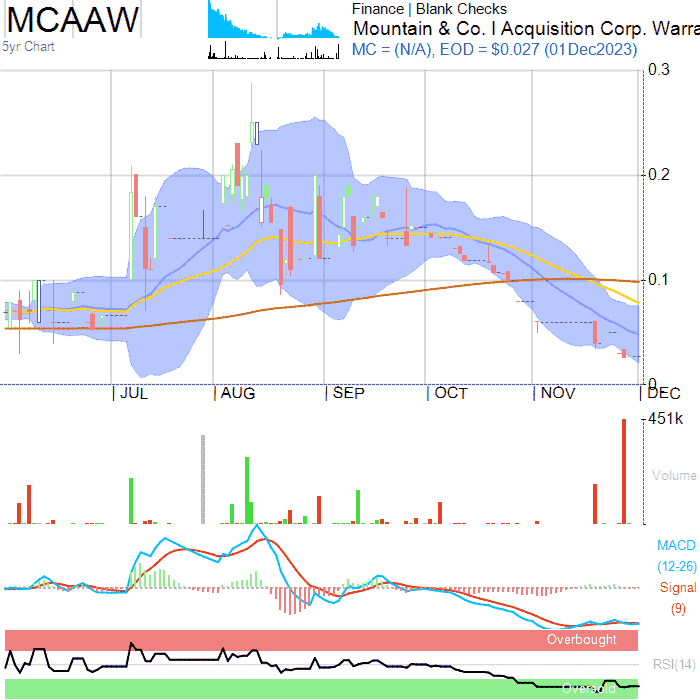 MCAAW
5yr Chart
Finance | Blank Checks
Mountain & Co. I Acquisition Corp. Warra
MC = (N/A), EOD = $0.027 (01Dec2023)
0.3
0.2
0.1
0
JUL AUG SEP OCT NOV DEC
451k
Volume
MACD
(12-26)
Signal
(9)
Overbought
RSI(14)
Oversold